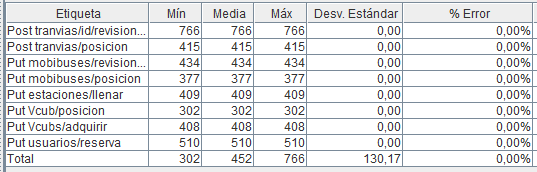 Etiqueta Mín Media Máx Desv. Estándar % Error
Post tranvias/id/revision... 766 766 766 0,00 0,00%
Post tranvias/posicion 415 415 415 0,00 0,00%
Put mobibuses/revision... 434 434 434 0,00 0,00%
Put mobibuses/posicion 377 377 377 0,00 0,00%
Put estaciones/llenar 409 409 409 0,00 0,00%
Put Vcub/posicion 302 302 302 0,00 0,00%
Put Vcubs/adquirir 408 408 408 0,00 0,00%
Put usuarios/reserva 510 510 510 0,00 0,00%
Total 302 452 766 130,17 0,00%